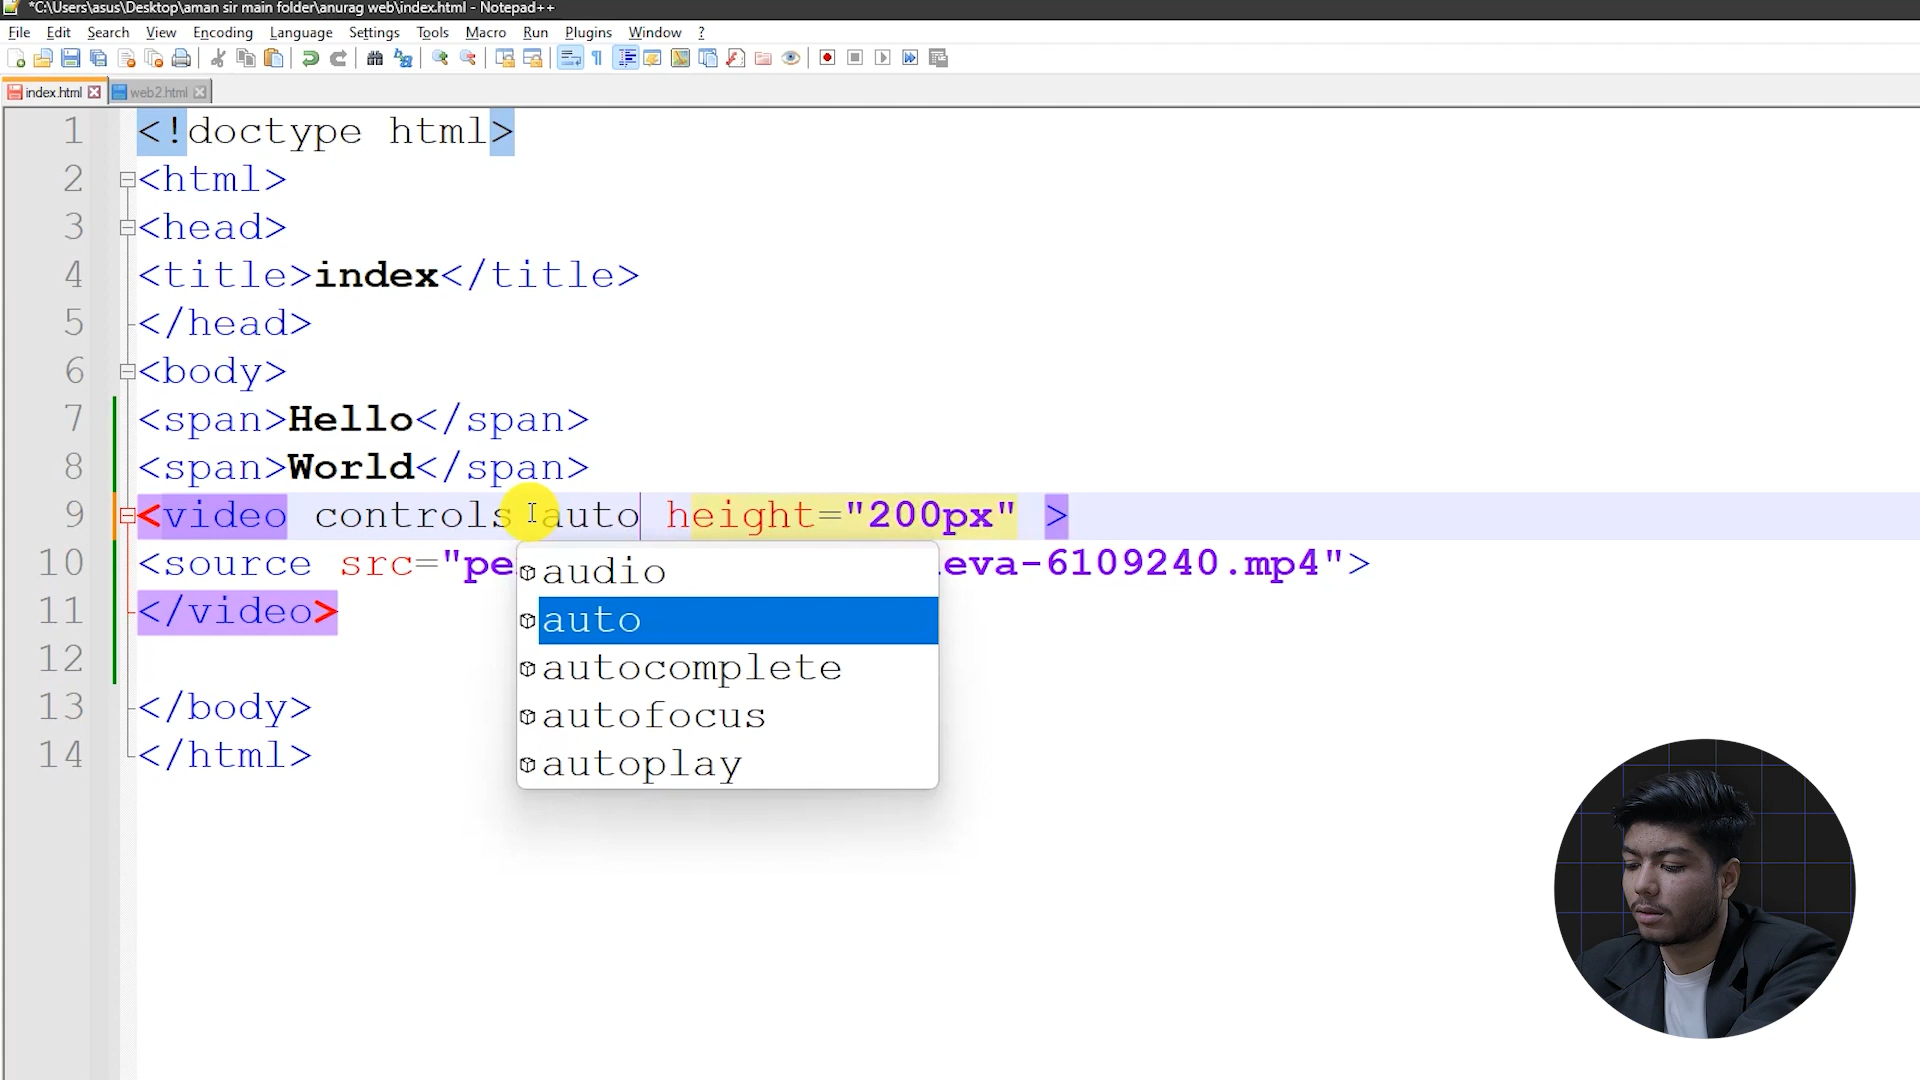 *C:\Users\asus\Desktop\aman sir main folder\anurag web\index.html - Notepad++
File Edit Search View Encoding Language Settings Tools Macro Run Plugins Window ?
index.html web2.html
1 <!doctype html>
2 <html>
3 <head>
4 <title>index</title>
5 </head>
6 <body>
7 <span>Hello</span>
8 <span>World</span>
9 <video controls auto height="200px" >
10 <source src="pe eva-6109240.mp4">
11 </video>
12
13 </body>
14 </html>
audio
auto
autocomplete
autofocus
autoplay